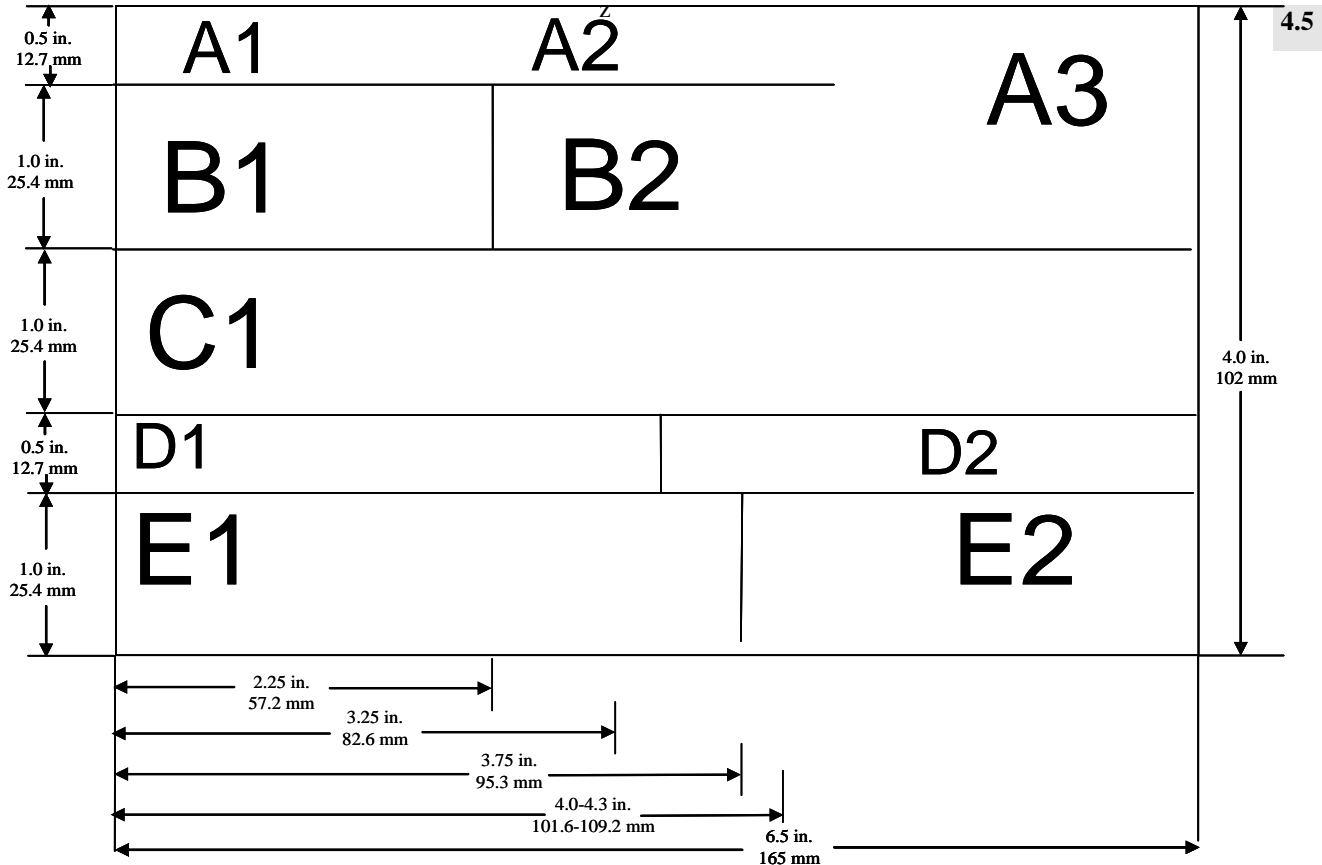 Z
4.5
0.5 in.
12.7 mm
A1
A2
A3
1.0 in.
25.4 mm
B1
B2
1.0 in.
25.4 mm
C1
4.0 in.
102 mm
0.5 in.
12.7 mm
D1
D2
1.0 in.
25.4 mm
E1
E2
2.25 in.
57.2 mm
3.25 in.
82.6 mm
3.75 in.
95.3 mm
4.0-4.3 in.
101.6-109.2 mm
6.5 in.
165 mm